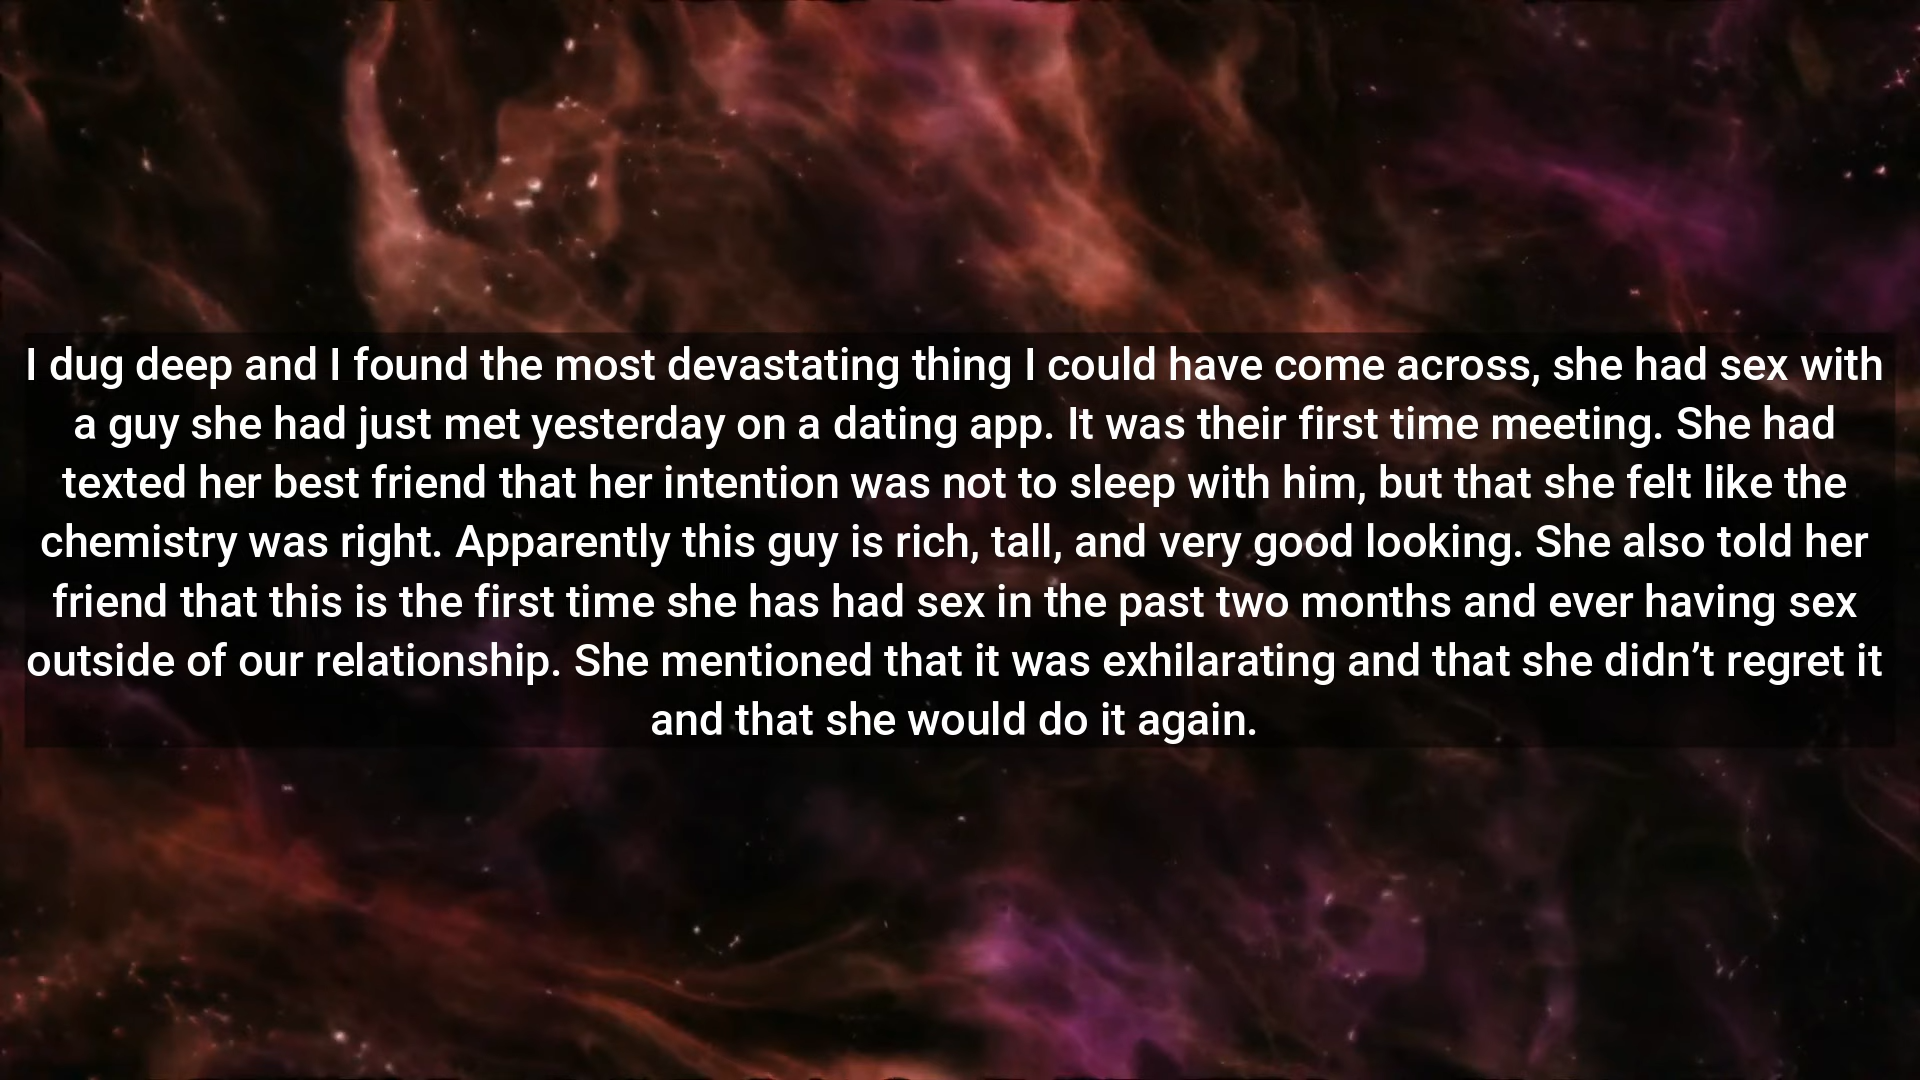 I dug deep and I found the most devastating thing I could have come across, she had sex with
a guy she had just met yesterday on a dating app. It was their first time meeting. She had
texted her best friend that her intention was not to sleep with him, but that she felt like the
chemistry was right. Apparently this guy is rich, tall, and very good looking. She also told her
friend that this is the first time she has had sex in the past two months and ever having sex
outside of our relationship. She mentioned that it was exhilarating and that she didn’t regret it
and that she would do it again.